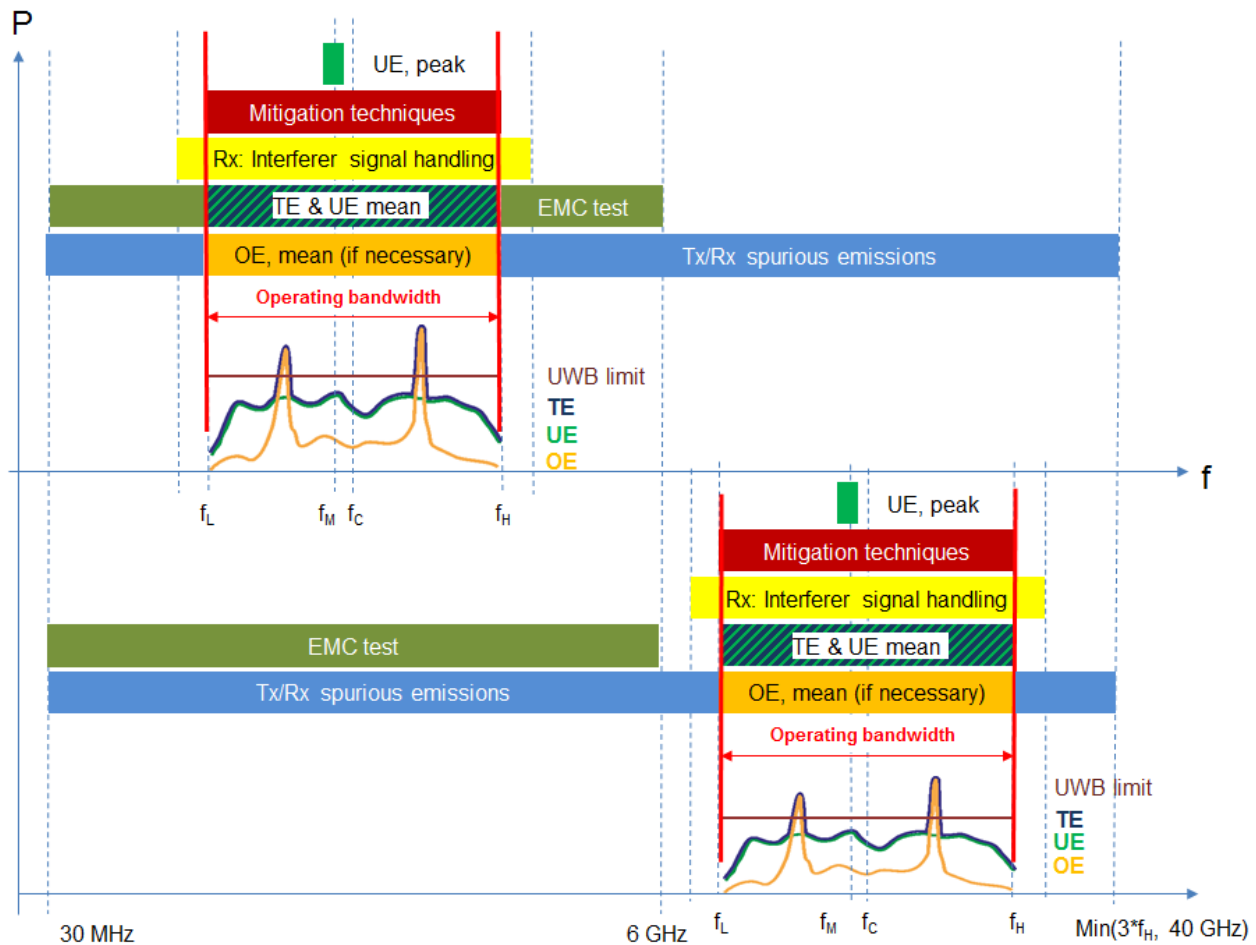 P
UE, peak
Mitigation techniques
Rx: Interferer signal handling
TE & UE mean
EMC test
OE, mean (if necessary)
Tx/Rx spurious emissions
Operating bandwidth
UWB limit
TE
UE
OE
f
fL fM fC fH
UE, peak
Mitigation techniques
Rx: Interferer signal handling
EMC test
TE & UE mean
Tx/Rx spurious emissions
OE, mean (if necessary)
Operating bandwidth
UWB limit
TE
UE
OE
30 MHz 6 GHz fL fM fC fH Min(3*fH, 40 GHz)